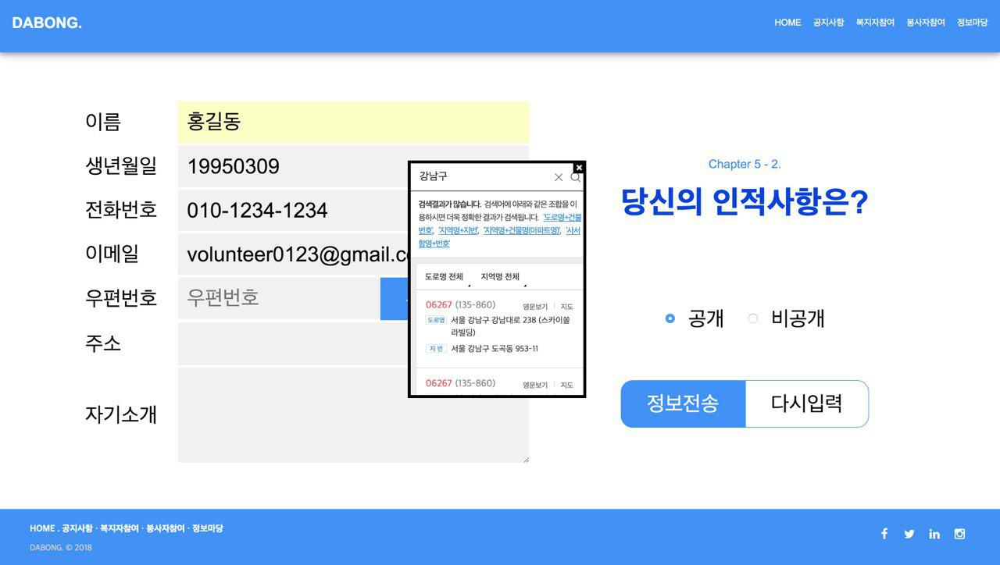 DABONG.
HOME 공지사항 복지자참여 봉사자참여 정보마당
이름 홍길동
생년월일 19950309
전화번호 010-1234-1234
이메일 volunteer0123@gmail.c
우편번호 우편번호
주소
자기소개
강남구
검색결과가 많습니다. 검색어에 아래와 같은 조합을 이
용하시면 더욱 정확한 결과가 검색됩니다. '도로명+건물
번호', '지역명+지번', '지역명+건물명(아파트명)', '사서
함명+번호'
도로명 전체 지역명 전체
06267 (135-860) 영문보기 지도
도로명 서울 강남구 강남대로 238 (스카이쏠
라빌딩)
지번 서울 강남구 도곡동 953-11
06267 (135-860) 영문보기 지도
Chapter 5 - 2.
당신의 인적사항은?
공개 비공개
정보전송 다시입력
HOME . 공지사항 · 복지자참여 · 봉사자참여 · 정보마당
DABONG. © 2018